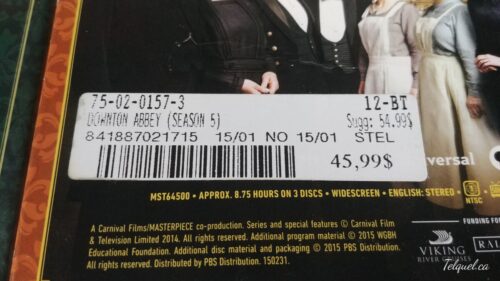 75-02-0157-3 12-BT
DOWNTON ABBEY (SEASON 5) Sugg: 54.99$
841887021715 15/01 NO 15/01 STEL
45,99$
versal
MST64500 • APPROX. 8.75 HOURS ON 3 DISCS • WIDESCREEN • ENGLISH: STEREO •
NTSC
A Carnival Films/MASTERPIECE co-production. Series and special features © Carnival Film
& Television Limited 2014. All rights reserved. Additional program material © 2015 WGBH
Educational Foundation. Additional disc material and packaging © 2015 PBS Distribution.
All rights reserved. Distributed by PBS Distribution. 150231.
FUNDING FOR
VIKING
RIVER CRUISES
RAL
Telquel.ca